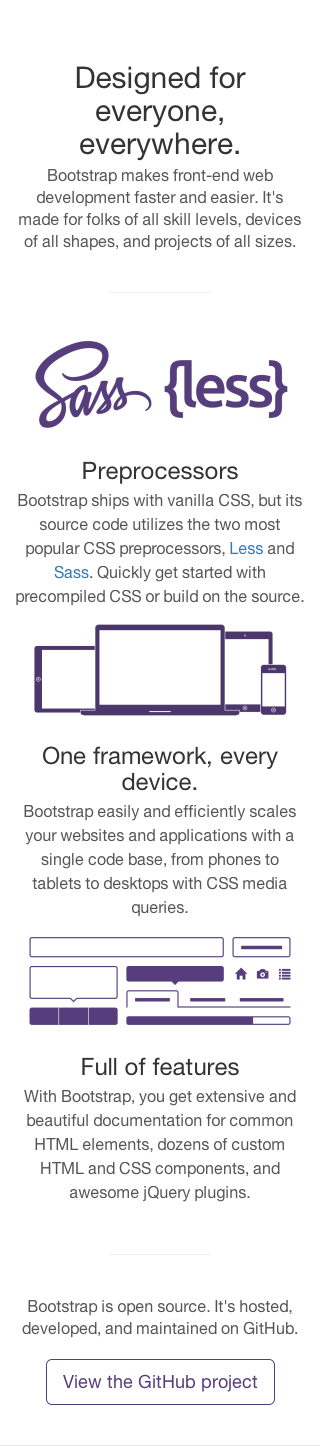 Designed for
everyone,
everywhere.
Bootstrap makes front-end web
development faster and easier. It's
made for folks of all skill levels, devices
of all shapes, and projects of all sizes.
Sass {less}
Preprocessors
Bootstrap ships with vanilla CSS, but its
source code utilizes the two most
popular CSS preprocessors, Less and
Sass. Quickly get started with
precompiled CSS or build on the source.
One framework, every
device.
Bootstrap easily and efficiently scales
your websites and applications with a
single code base, from phones to
tablets to desktops with CSS media
queries.
Full of features
With Bootstrap, you get extensive and
beautiful documentation for common
HTML elements, dozens of custom
HTML and CSS components, and
awesome jQuery plugins.
Bootstrap is open source. It's hosted,
developed, and maintained on GitHub.
View the GitHub project